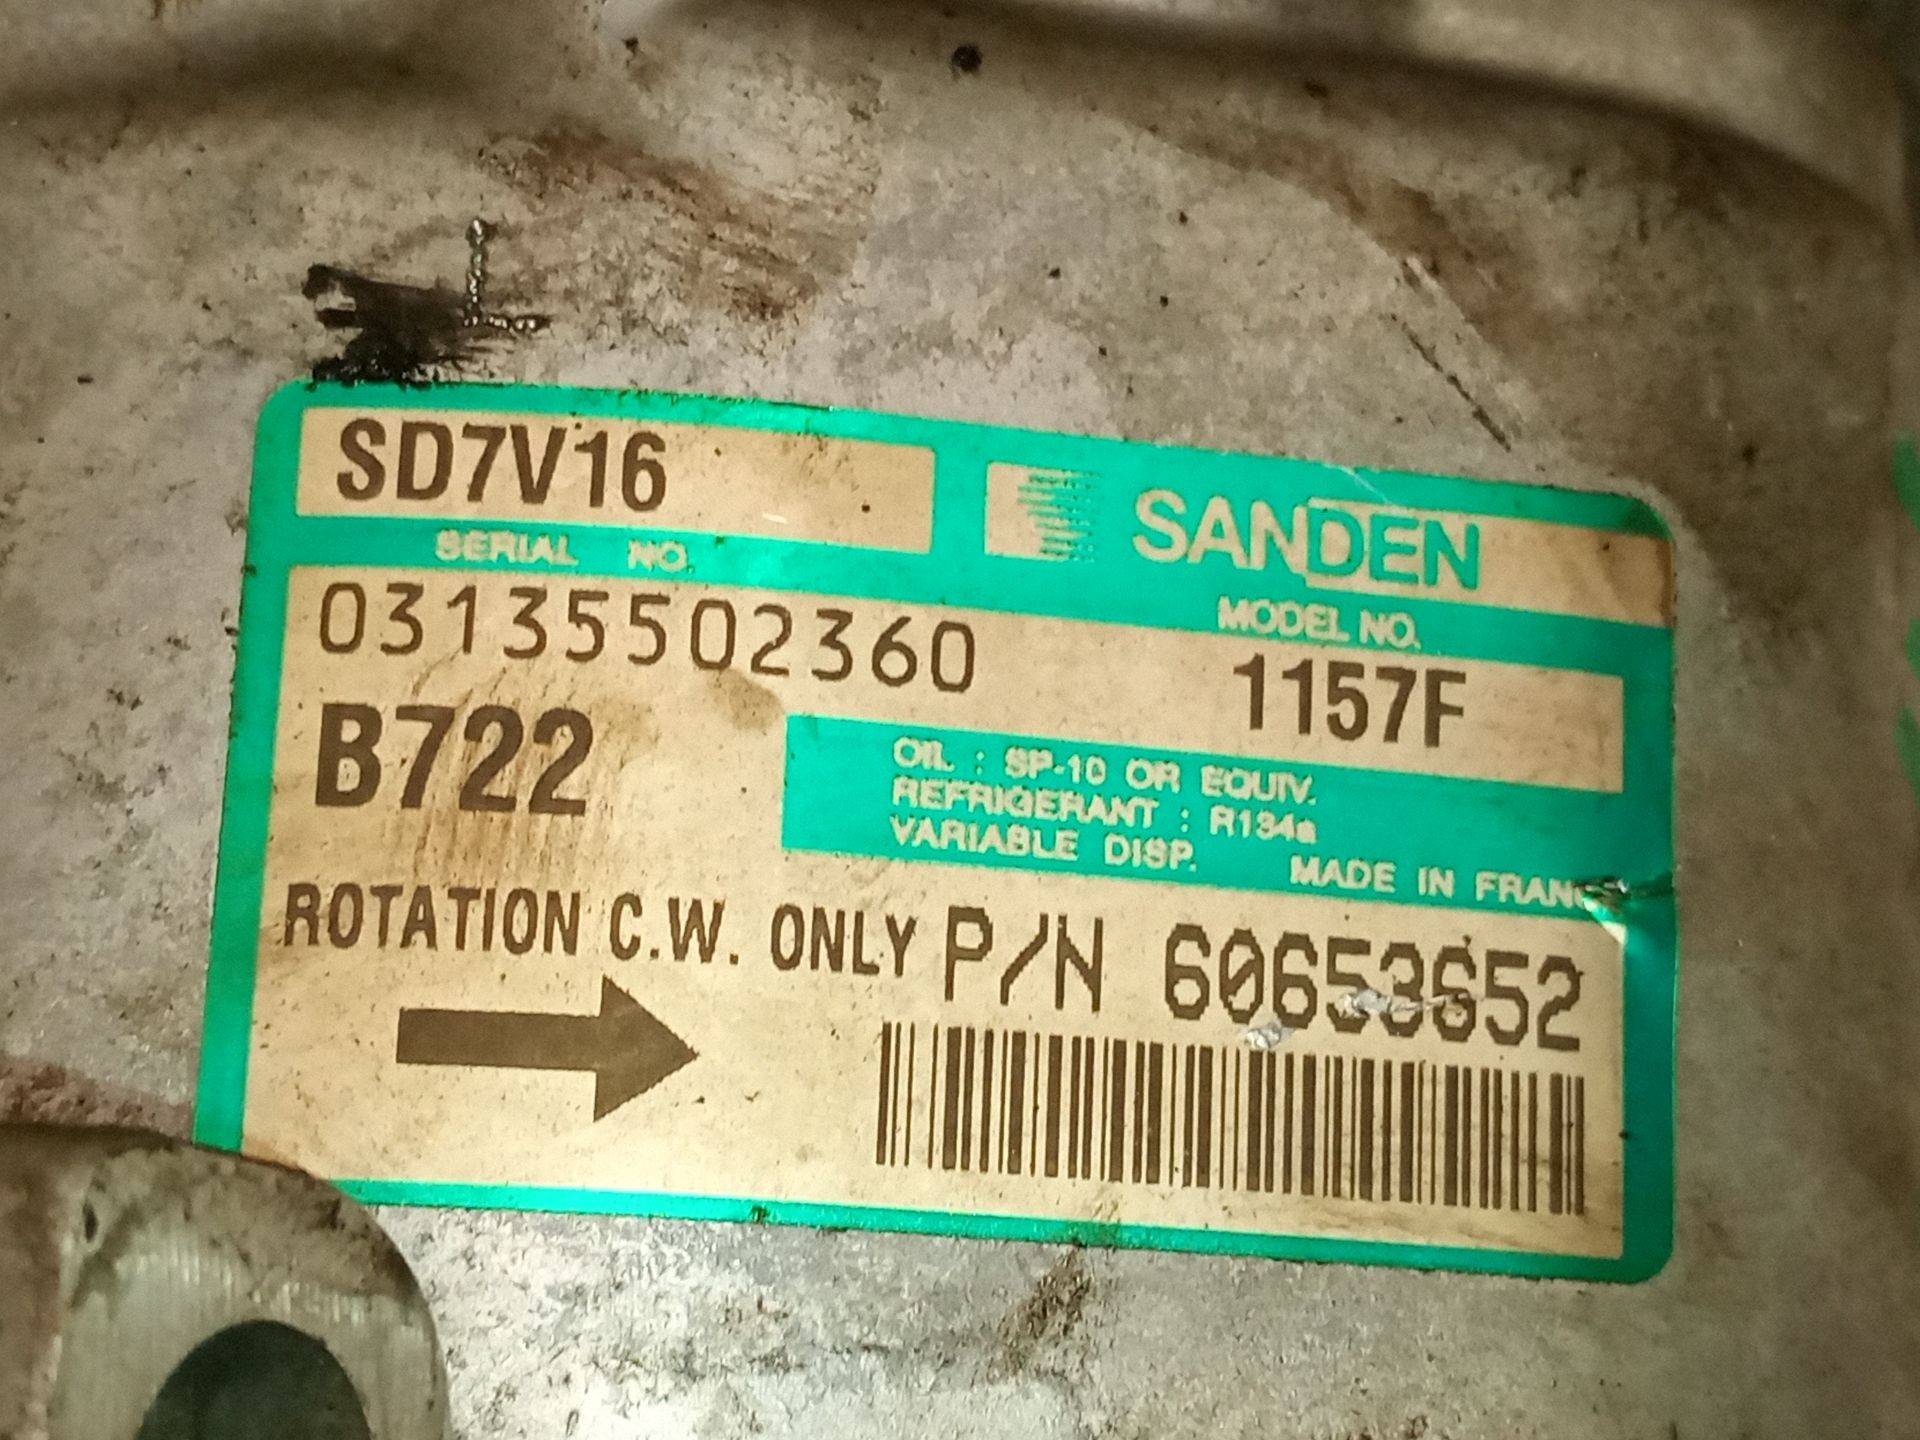 SD7V16
SANDEN
SERIAL NO.
MODEL NO.
03135502360
1157F
B722
OIL : SP-10 OR EQUIV.
REFRIGERANT : R134a
VARIABLE DISP. MADE IN FRANCE
ROTATION C.W. ONLY P/N 60653652